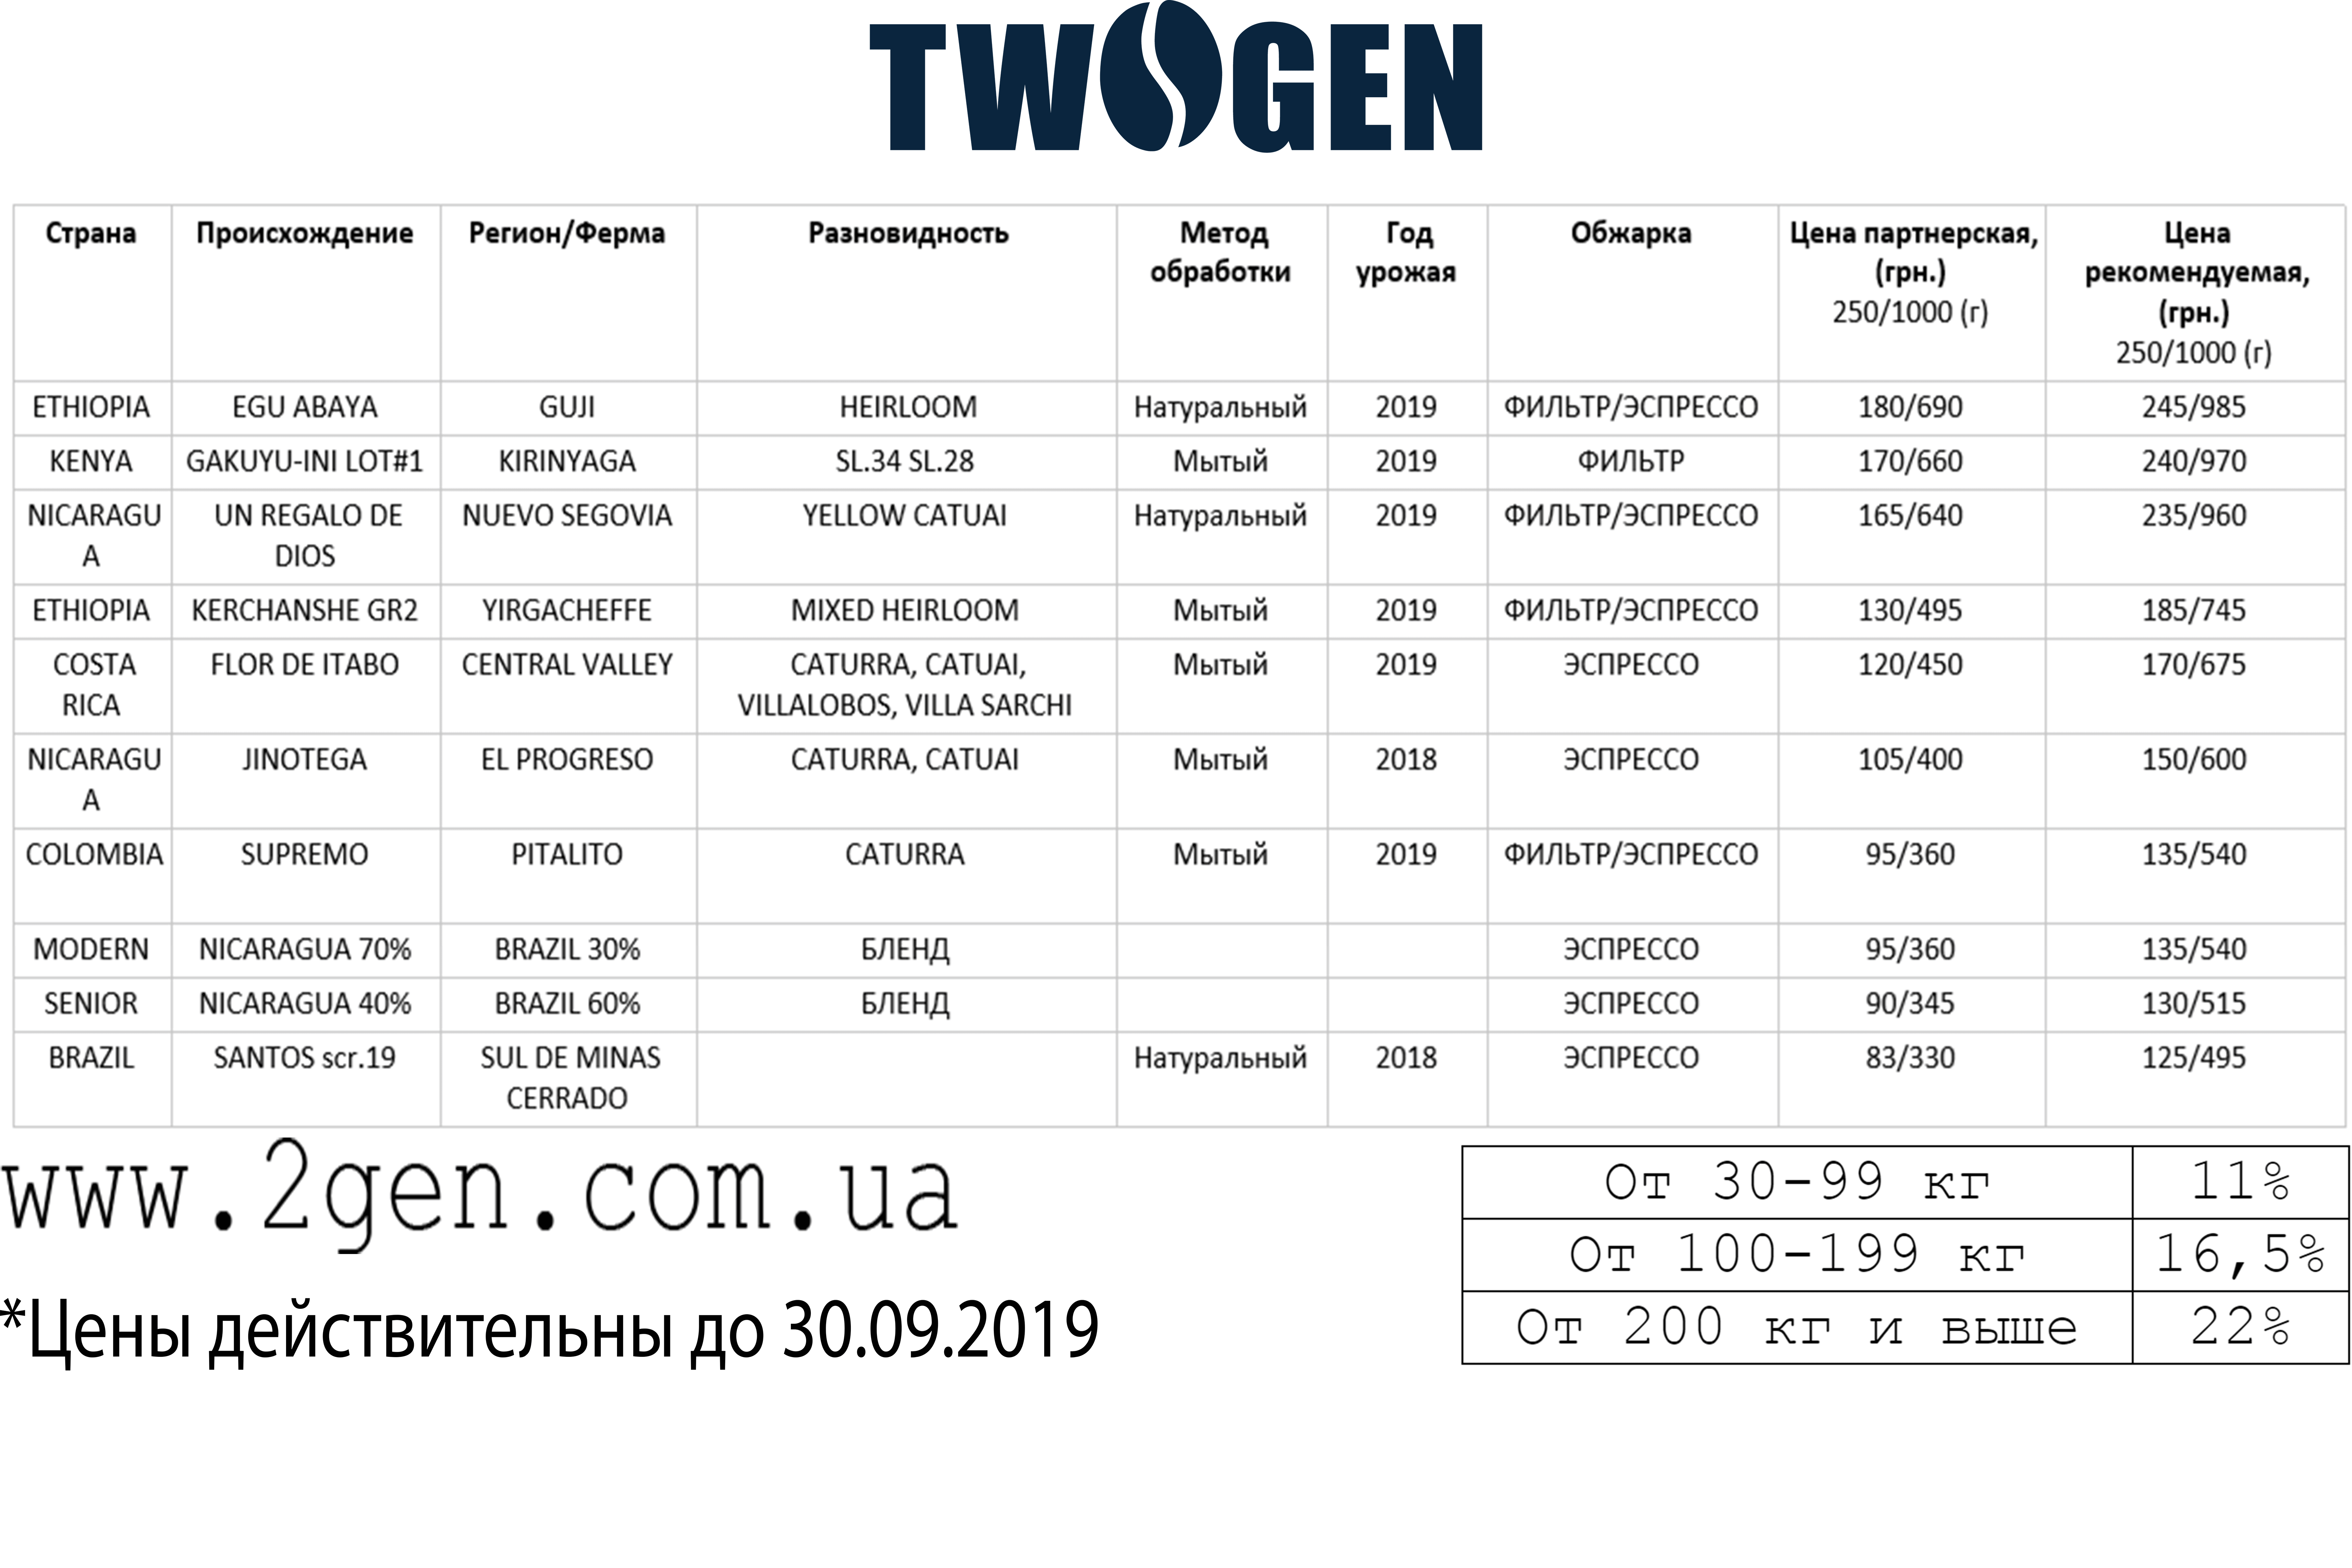 TWOGEN
Страна Происхождение Регион/Ферма Разновидность Метод обработки Год урожая Обжарка Цена партнерская, (грн.) 250/1000 (г) Цена рекомендуемая, (грн.) 250/1000 (г)
ETHIOPIA EGU ABAYA GUJI HEIRLOOM Натуральный 2019 ФИЛЬТР/ЭСПРЕССО 180/690 245/985
KENYA GAKUYU-INI LOT#1 KIRINYAGA SL.34 SL.28 Мытый 2019 ФИЛЬТР 170/660 240/970
NICARAGUA UN REGALO DE DIOS NUEVO SEGOVIA YELLOW CATUAI Натуральный 2019 ФИЛЬТР/ЭСПРЕССО 165/640 235/960
ETHIOPIA KERCHANSHE GR2 YIRGACHEFFE MIXED HEIRLOOM Мытый 2019 ФИЛЬТР/ЭСПРЕССО 130/495 185/745
COSTA RICA FLOR DE ITABO CENTRAL VALLEY CATURRA, CATUAI, VILLALOBOS, VILLA SARCHI Мытый 2019 ЭСПРЕССО 120/450 170/675
NICARAGUA JINOTEGA EL PROGRESO CATURRA, CATUAI Мытый 2018 ЭСПРЕССО 105/400 150/600
COLOMBIA SUPREMO PITALITO CATURRA Мытый 2019 ФИЛЬТР/ЭСПРЕССО 95/360 135/540
MODERN NICARAGUA 70% BRAZIL 30% БЛЕНД ЭСПРЕССО 95/360 135/540
SENIOR NICARAGUA 40% BRAZIL 60% БЛЕНД ЭСПРЕССО 90/345 130/515
BRAZIL SANTOS scr.19 SUL DE MINAS CERRADO Натуральный 2018 ЭСПРЕССО 83/330 125/495
www.2gen.com.ua
*Цены действительны до 30.09.2019
От 30-99 кг 11%
От 100-199 кг 16,5%
От 200 кг и выше 22%